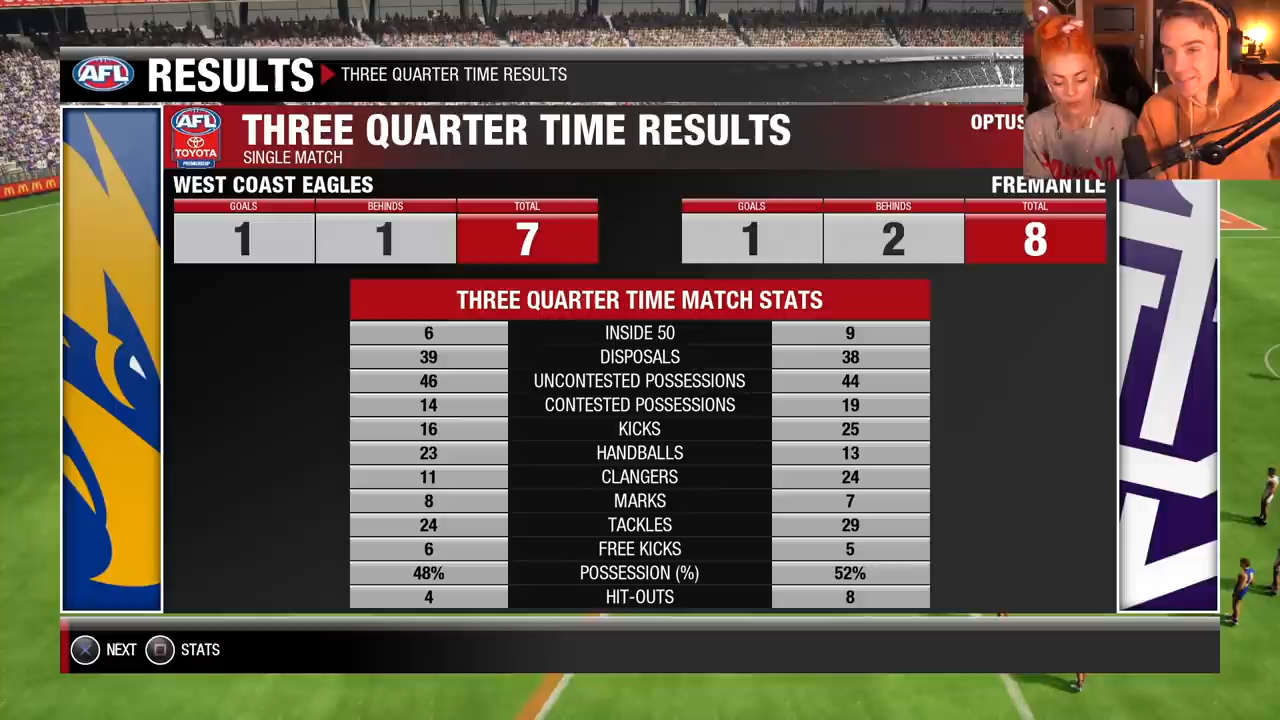 AFL RESULTS THREE QUARTER TIME RESULTS
AFL TOYOTA PREMIERSHIP
THREE QUARTER TIME RESULTS
OPTUS
SINGLE MATCH
WEST COAST EAGLES
FREMANTLE
GOALS BEHINDS TOTAL GOALS BEHINDS TOTAL
1 1 7 1 2 8
THREE QUARTER TIME MATCH STATS
6 INSIDE 50 9
39 DISPOSALS 38
46 UNCONTESTED POSSESSIONS 44
14 CONTESTED POSSESSIONS 19
16 KICKS 25
23 HANDBALLS 13
11 CLANGERS 24
8 MARKS 7
24 TACKLES 29
6 FREE KICKS 5
48% POSSESSION (%) 52%
4 HIT-OUTS 8
NEXT STATS